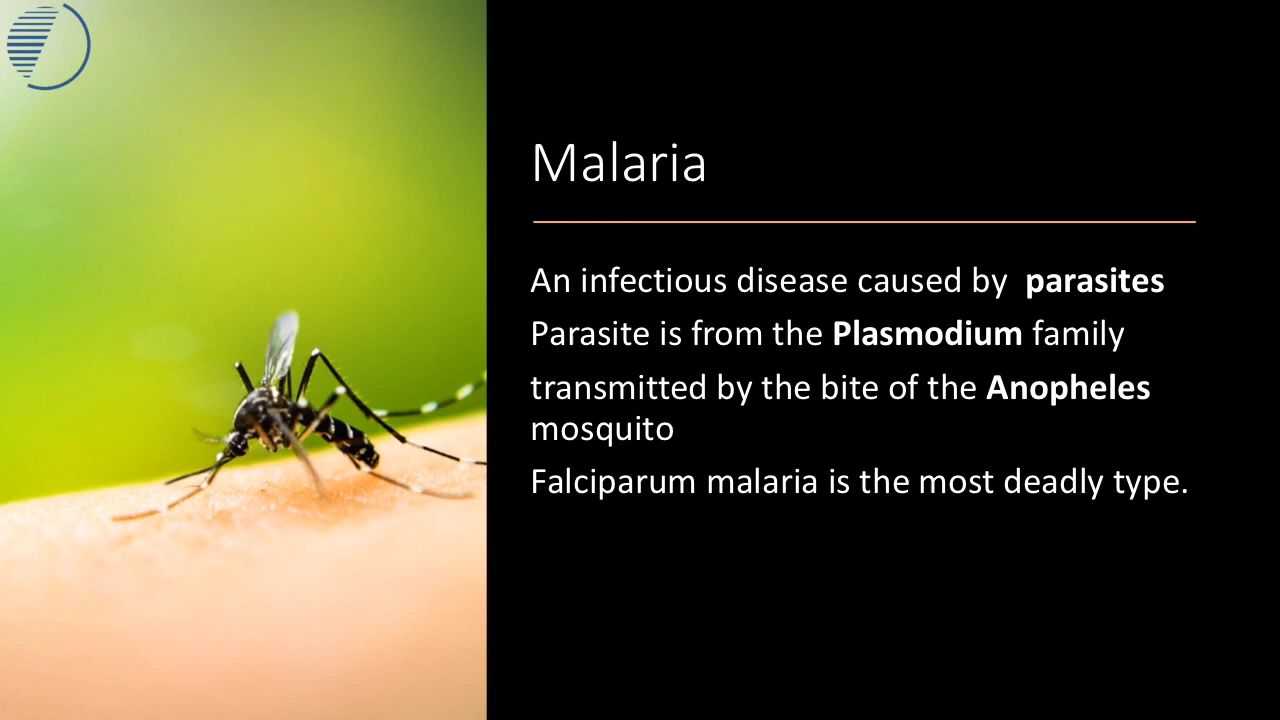 Malaria
An infectious disease caused by parasites
Parasite is from the Plasmodium family
transmitted by the bite of the Anopheles
mosquito
Falciparum malaria is the most deadly type.